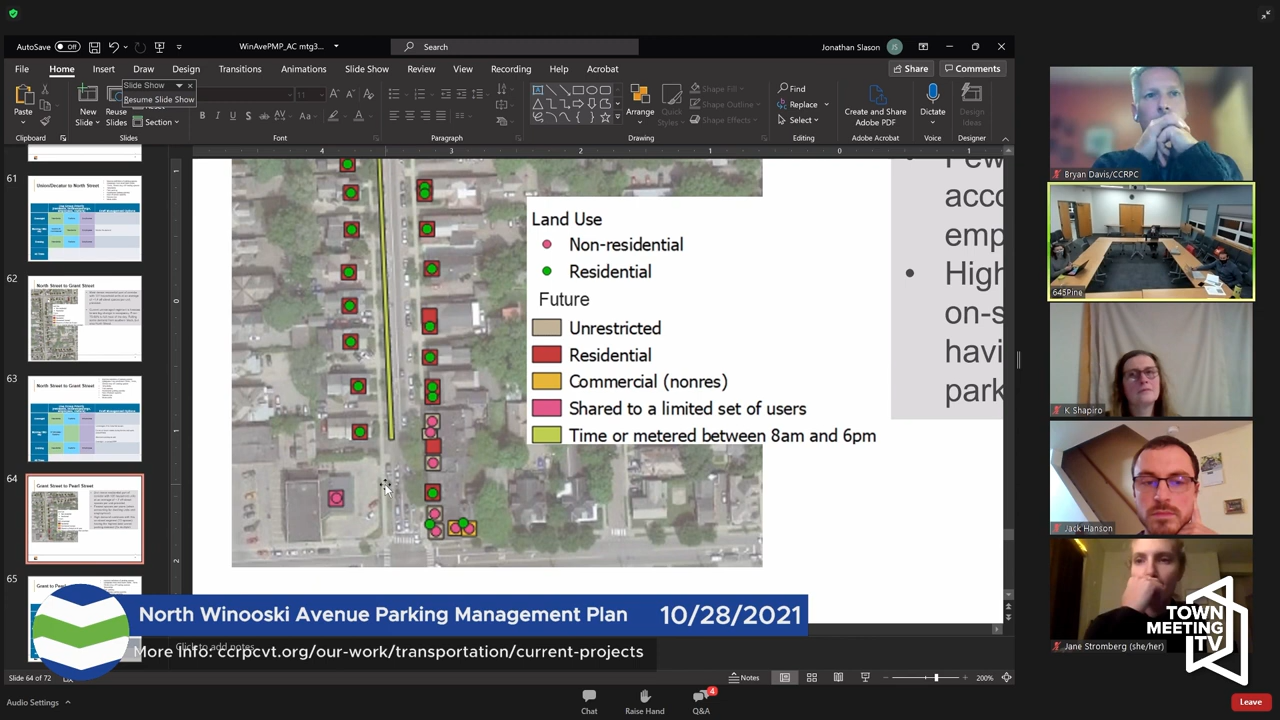 AutoSave Off
WinAvePMP_AC mtg3...
Search
Jonathan Slason
JS
File Home Insert Draw Design Transitions Animations Slide Show Review View Recording Help Acrobat
Share
Comments
Slide Show
Resume Slide Show
Paste
New Slide
Reuse Slides
Section
Find
Replace
Select
Arrange
Quick Styles
Shape Fill
Shape Outline
Shape Effects
Create and Share Adobe PDF
Dictate
Design Ideas
Clipboard
Slides
Font
Paragraph
Drawing
Editing
Adobe Acrobat
Voice
Designer
61
Union/Decatur to North Street
62
North Street to Grant Street
63
North Street to Grant Street
64
Grant Street to Pearl Street
65
Grant to Pearl Street
Land Use
Non-residential
Residential
Future
Unrestricted
Residential
Commercial (nonres)
Shared to a limited set of users
Time or metered between 8am and 6pm
Few
acco
emp
• High
on-s
havi
park
North Winooski Avenue Parking Management Plan 10/28/2021
Click to add notes
More info: ccrpcvt.org/our-work/transportation/current-projects
Slide 64 of 72
Notes
200%
Bryan Davis/CCRPC
645Pine
K Shapiro
Jack Hanson
Jane Stromberg (she/her)
TOWN
MEETING
TV
Audio Settings
Chat
Raise Hand
Q&A
4
Leave